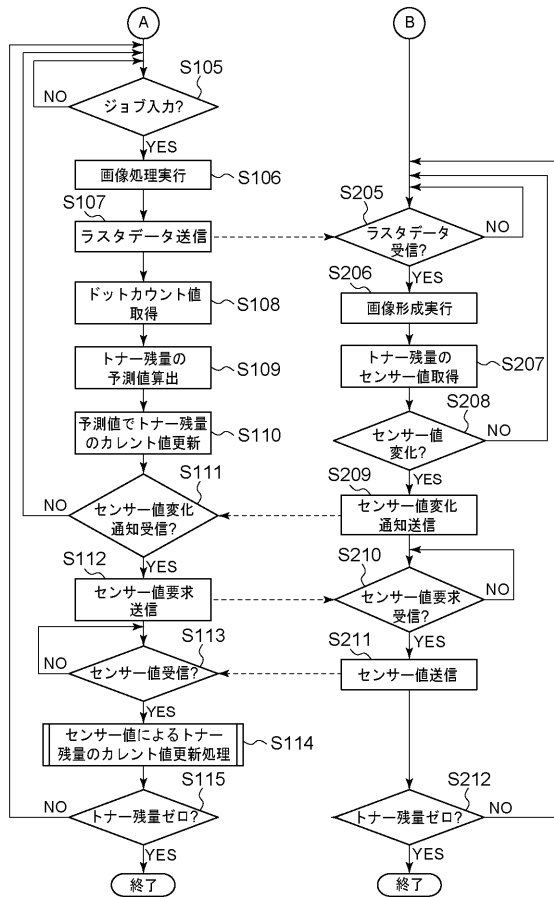 A
S105
NO
ジョブ入力?
YES
画像処理実行
S106
S107
ラスタデータ送信
ドットカウント値
取得
S108
トナー残量の
予測値算出
S109
予測値でトナー残量
のカレント値更新
S110
S111
NO
センサー値変化
通知受信?
YES
S112
センサー値要求
送信
S113
NO
センサー値受信?
YES
センサー値によるトナー
残量のカレント値更新処理
S114
S115
NO
トナー残量ゼロ?
YES
終了
B
S205
ラスタデータ
受信?
NO
YES
S206
画像形成実行
トナー残量の
センサー値取得
S207
S208
センサー値
変化?
NO
YES
S209
センサー値変化
通知送信
S210
センサー値要求
受信?
NO
YES
S211
センサー値送信
S212
トナー残量ゼロ?
NO
YES
終了